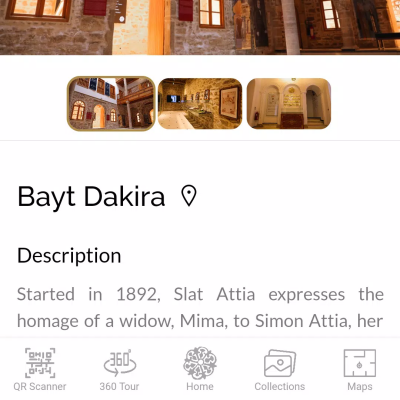 Bayt Dakira
Description
Started in 1892, Slat Attia expresses the
homage of a widow, Mima, to Simon Attia, her
360°
QR Scanner
360 Tour
Home
Collections
Maps